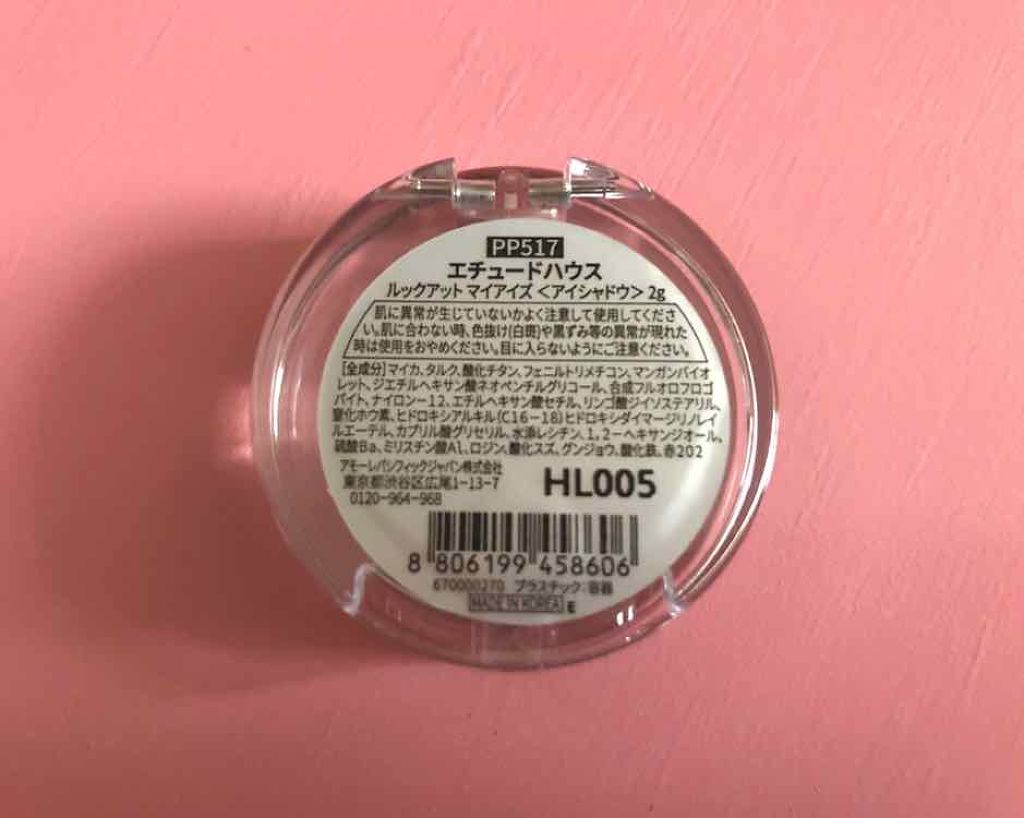 PP517
エチュードハウス
ルックアット マイアイズ <アイシャドウ> 2g
肌に異常が生じていないかよく注意して使用してくださ
い。肌に合わない時、色抜け(白斑)や黒ずみ等の異常が現れた
時は使用をおやめください。目に入らないようにご注意ください。
[全成分]マイカ、タルク、酸化チタン、フェニルトリメチコン、マンガンバイオ
レット、ジエチルヘキサン酸ネオペンチルグリコール、合成フルオロフロゴ
パイト、ナイロン-12、エチルヘキサン酸セチル、リンゴ酸ジイソステアリル、
窒化ホウ素、ヒドロキシアルキル(C16-18)ヒドロキシダイマージリノレイ
ルエーテル、カプリル酸グリセリル、水添レシチン、1,2-ヘキサンジオール、
硫酸Ba、ミリスチン酸Al、ロジン、酸化スズ、グンジョウ、酸化鉄、赤202
アモーレパシフィックジャパン株式会社
東京都渋谷区広尾1-13-7
0120-964-968
HL005
8 806199 458606
670000270 プラスチック:容器
MADE IN KOREA E